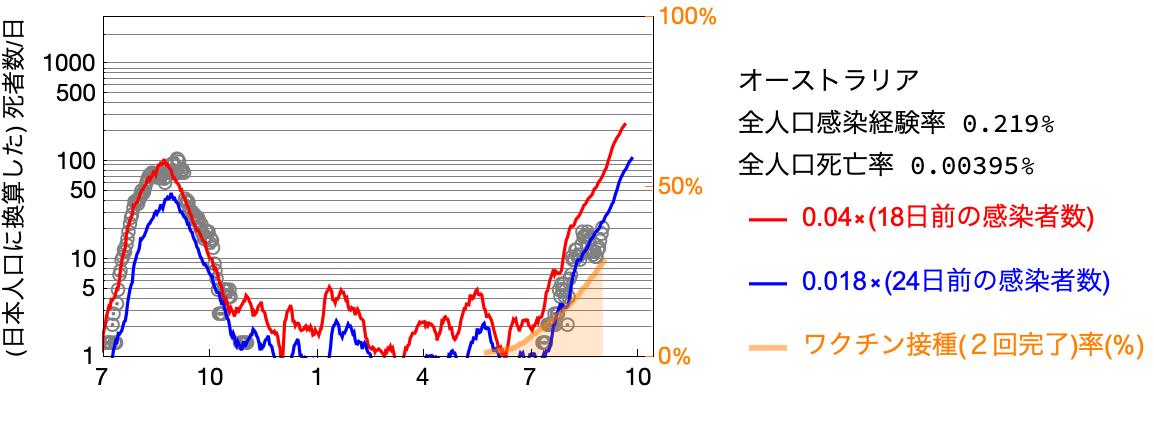 (日本人口に換算した) 死者数/日
1000
500
100
50
10
5
1
7
10
1
4
7
10
100%
50%
0%
オーストラリア
全人口感染経験率 0.219%
全人口死亡率 0.00395%
0.04×(18日前の感染者数)
0.018×(24日前の感染者数)
ワクチン接種(２回完了)率(%)